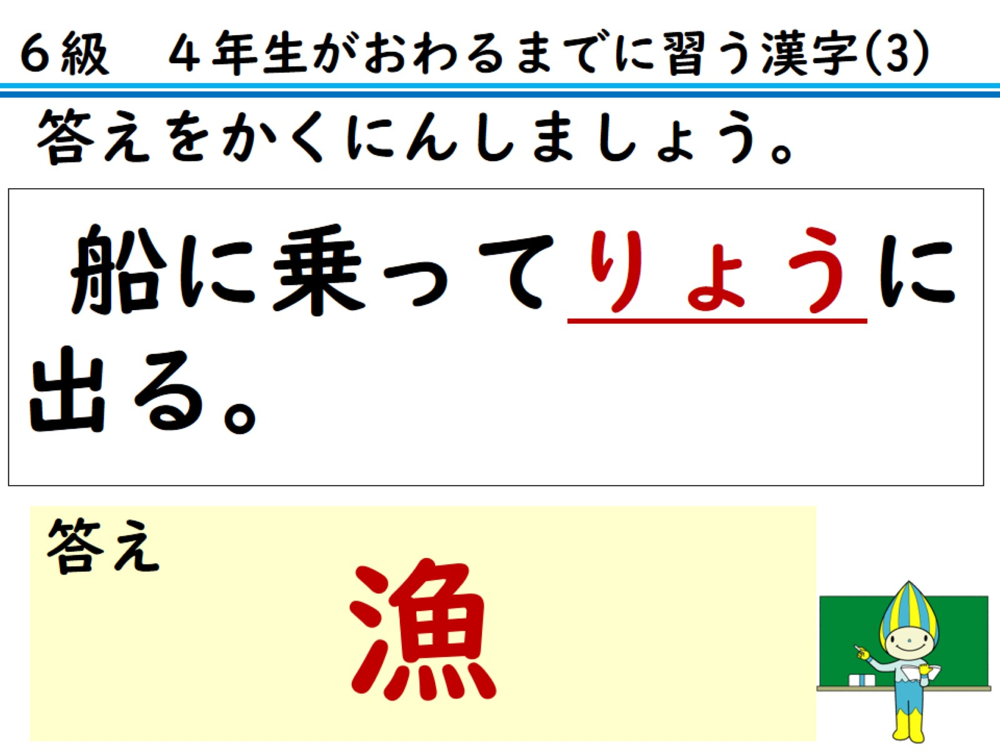 ６級　４年生がおわるまでに習う漢字(3)
答えをかくにんしましょう。
船に乗ってりょうに
出る。
答え
漁